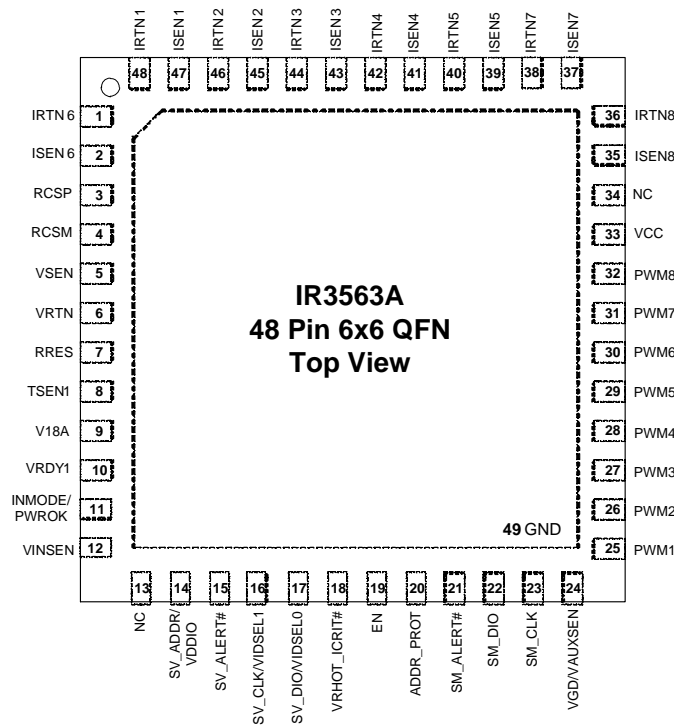 IRTN1
ISEN1
IRTN2
ISEN2
IRTN3
ISEN3
IRTN4
ISEN4
IRTN5
ISEN5
IRTN7
ISEN7
48
47
46
45
44
43
42
41
40
39
38
37
IRTN 6
1
ISEN 6
2
RCSP
3
RCSM
4
VSEN
5
VRTN
6
RRES
7
TSEN1
8
V18A
9
VRDY1
10
INMODE/
PWROK
11
VINSEN
12
IR3563A
48 Pin 6x6 QFN
Top View
49 GND
36
IRTN8
35
ISEN8
34
NC
33
VCC
32
PWM8
31
PWM7
30
PWM6
29
PWM5
28
PWM4
27
PWM3
26
PWM2
25
PWM1
13
14
15
16
17
18
19
20
21
22
23
24
NC
SV_ADDR/
VDDIO
SV_ALERT#
SV_CLK/VIDSEL1
SV_DIO/VIDSEL0
VRHOT_ICRIT#
EN
ADDR_PROT
SM_ALERT#
SM_DIO
SM_CLK
VGD/VAUXSEN